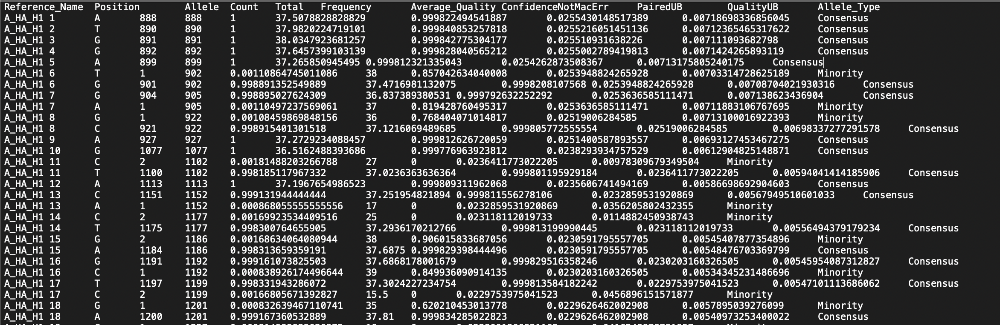 Reference_Name Position Allele Count Total Frequency Average_Quality ConfidenceNotMacErr PairedUB QualityUB Allele_Type
A_HA_H1 1 A 888 888 1 37.5078828828829 0.999822494541887 0.0255430148517389 0.00718698336856045 Consensus
A_HA_H1 2 T 890 890 1 37.9820224719101 0.999840853257818 0.0255216051451136 0.00712365465317622 Consensus
A_HA_H1 3 G 891 891 1 38.0347923681257 0.999842775304177 0.025510931638226 0.007111093682798 Consensus
A_HA_H1 4 G 892 892 1 37.6457399103139 0.999828040565212 0.0255002789419813 0.0071424265893119 Consensus
A_HA_H1 5 A 899 899 1 37.265850945495 0.999812321335043 0.0254262873508367 0.00713175805240175 Consensus
A_HA_H1 6 T 1 902 0.00110864745011086 38 0.857042634040008 0.0253948824265928 0.00703314728625189 Minority
A_HA_H1 6 G 901 902 0.998891352549889 37.4716981132075 0.9998208107568 0.0253948824265928 0.00708704021930316 Consensus
A_HA_H1 7 G 904 905 0.998895027624309 36.837389380531 0.999792632252292 0.0253636585111471 0.007138623436904 Consensus
A_HA_H1 7 A 1 905 0.00110497237569061 37 0.819428760495317 0.0253636585111471 0.00711883106767695 Minority
A_HA_H1 8 G 1 922 0.00108459869848156 36 0.768404071014817 0.02519006284585 0.00713100016922393 Minority
A_HA_H1 8 C 921 922 0.998915401301518 37.1216069489685 0.999805772555554 0.02519006284585 0.00698337277291578 Consensus
A_HA_H1 9 A 927 927 1 37.2729234088457 0.999812626720059 0.0251400587893557 0.00693127453467275 Consensus
A_HA_H1 10 G 1077 1077 1 36.5162488393686 0.999776963923812 0.0238293934757529 0.00612904825148871 Consensus
A_HA_H1 11 C 2 1102 0.00181488203266788 27 0 0.0236411773022205 0.00978309679349504 Minority
A_HA_H1 11 T 1100 1102 0.998185117967332 37.0236363636364 0.999801195929184 0.0236411773022205 0.00594041414185906 Consensus
A_HA_H1 12 A 1113 1113 1 37.1967654986523 0.999809311962068 0.0235606741494169 0.00586698692904603 Consensus
A_HA_H1 13 C 1151 1152 0.999131944444444 37.251954821894 0.999811556278106 0.0232859531920869 0.00567949510601033 Consensus
A_HA_H1 13 A 1 1152 0.000868055555555556 17 0 0.0232859531920869 0.0356205802432355 Minority
A_HA_H1 14 C 2 1177 0.00169923534409516 25 0 0.023118112019733 0.0114882450938743 Minority
A_HA_H1 14 T 1175 1177 0.998300764655905 37.2936170212766 0.999813199990445 0.023118112019733 0.00556494379179234 Consensus
A_HA_H1 15 G 2 1186 0.00168634064080944 38 0.906015833687056 0.0230591795557705 0.00545407877354896 Minority
A_HA_H1 15 A 1184 1186 0.998313659359191 37.6875 0.999829398444496 0.0230591795557705 0.00548476703369799 Consensus
A_HA_H1 16 G 1191 1192 0.999161073825503 37.6868178001679 0.999829516358246 0.0230203160326505 0.00545954087312827 Consensus
A_HA_H1 16 C 1 1192 0.000838926174496644 39 0.849936090914135 0.0230203160326505 0.00534345231486696 Minority
A_HA_H1 17 T 1197 1199 0.998331943286072 37.3024227234754 0.999813584182242 0.0229753975041523 0.00547101113686062 Consensus
A_HA_H1 17 C 2 1199 0.00166805671392827 15.5 0 0.0229753975041523 0.0456896151571877 Minority
A_HA_H1 18 G 1 1201 0.000832639467110741 35 0.620210453013778 0.0229626462002908 0.0057895039276099 Minority
A_HA_H1 18 A 1200 1201 0.999167360532889 37.81 0.999834285022823 0.0229626462002908 0.00540973253400022 Consensus